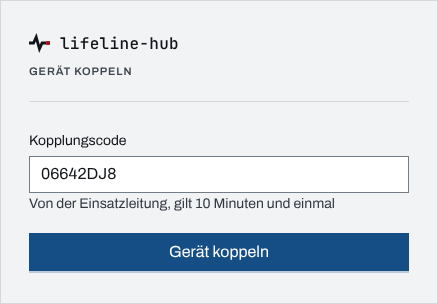 lifeline-hub
GERÄT KOPPELN
Kopplungscode
06642DJ8
Von der Einsatzleitung, gilt 10 Minuten und einmal
Gerät koppeln